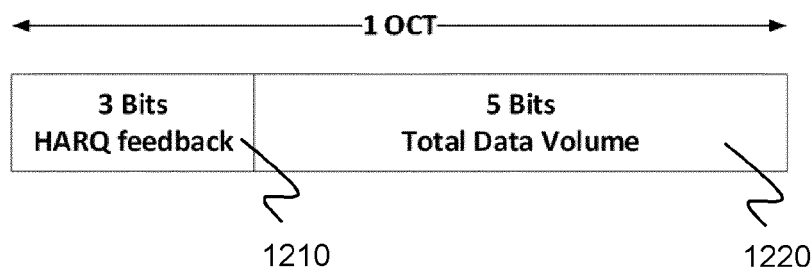 1 OCT
3 Bits
HARQ feedback
5 Bits
Total Data Volume
1210
1220